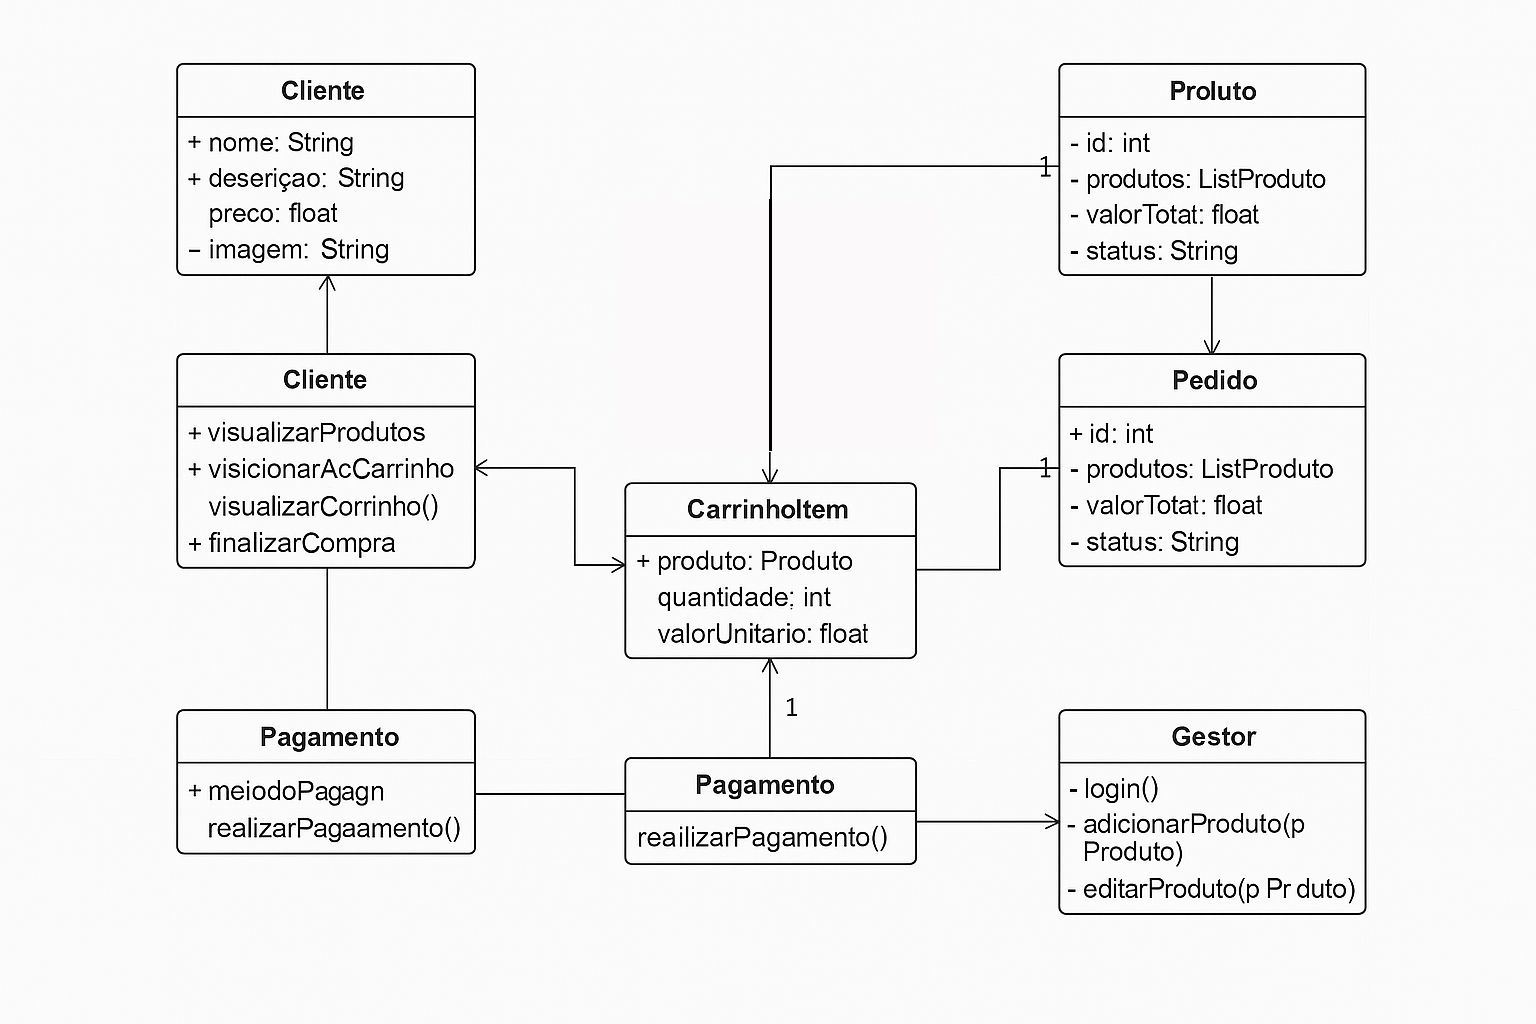 Cliente
+ nome: String
+ deseriçao: String
preco: float
– imagem: String
Proluto
- id: int
- produtos: ListProduto
- valorTotat: float
- status: String
1
Cliente
+ visualizarProdutos
+ visicionarAcCarrinho
visualizarCorrinho()
+ finalizarCompra
Pedido
+ id: int
- produtos: ListProduto
- valorTotat: float
- status: String
1
CarrinhoItem
+ produto: Produto
quantidade: int
valorUnitario: float
1
Pagamento
+ meiodoPagagn
realizarPagaamento()
Pagamento
reailizarPagamento()
Gestor
- login()
- adicionarProduto(p
Produto)
- editarProduto(p Pr duto)